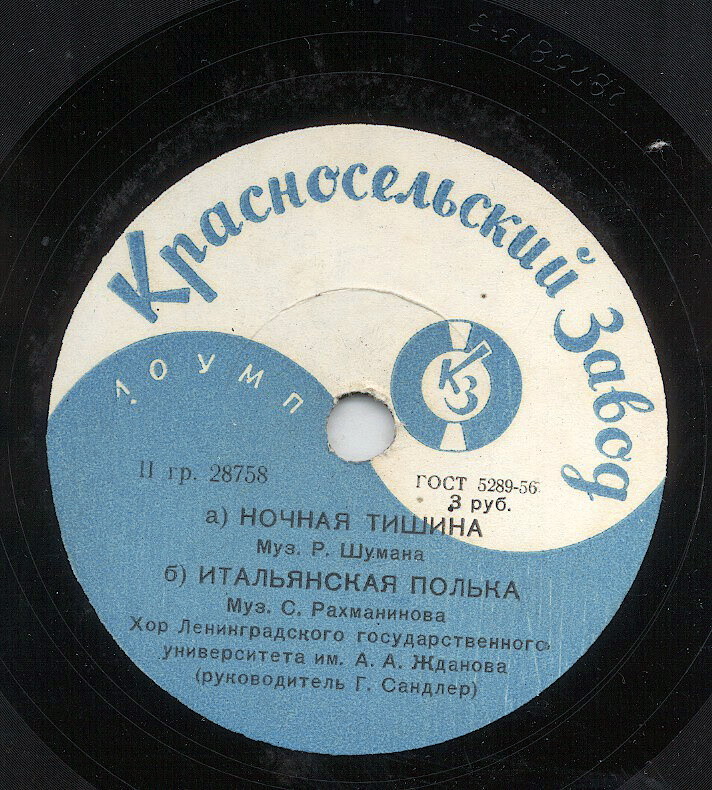 Красносельский Завод
ЛОУМП
КЗ
II гр. 28758
ГОСТ 5289-56
3 руб.
а) НОЧНАЯ ТИШИНА
Муз. Р. Шумана
б) ИТАЛЬЯНСКАЯ ПОЛЬКА
Муз. С. Рахманинова
Хор Ленинградского государственного
университета им. А. А. Жданова
(руководитель Г. Сандлер)